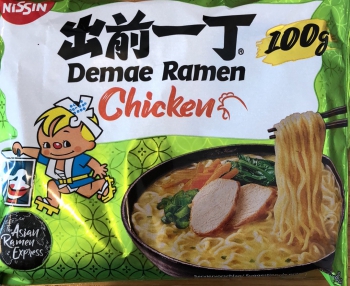 NISSIN
出前一丁®
100g
Demae Ramen
Chicken
Asian
Ramen
Express